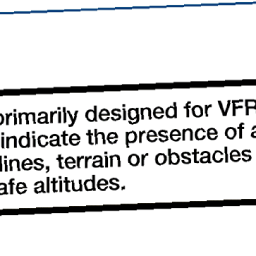 primarily designed for VFR
indicate the presence of a
lines, terrain or obstacles
afe altitudes.